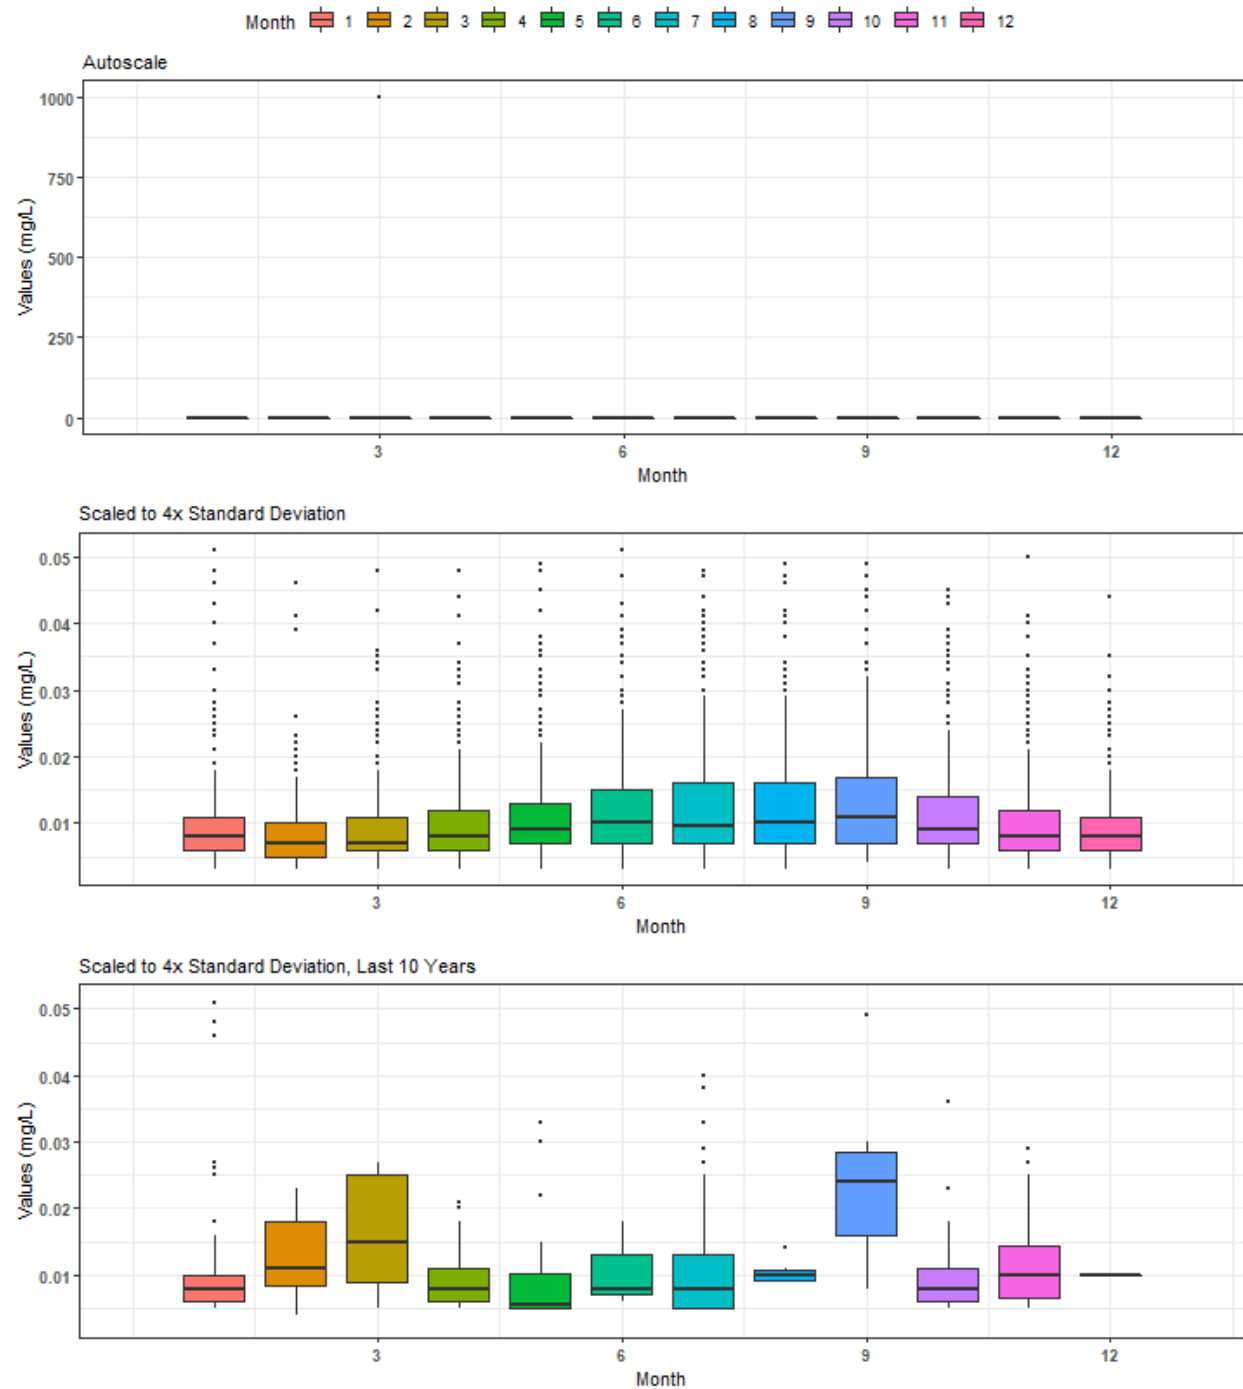 Month 1 2 3 4 5 6 7 8 9 10 11 12
Autoscale
1000
750
500
250
0
Values (mg/L)
3 6 9 12
Month
Scaled to 4x Standard Deviation
0.05
0.04
0.03
0.02
0.01
Values (mg/L)
3 6 9 12
Month
Scaled to 4x Standard Deviation, Last 10 Years
0.05
0.04
0.03
0.02
0.01
Values (mg/L)
3 6 9 12
Month